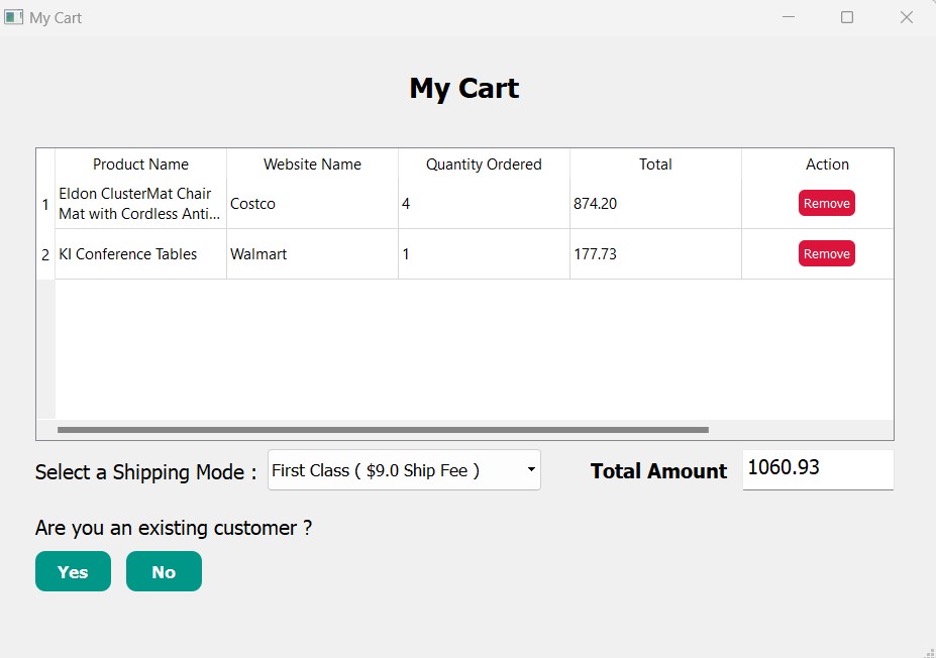 My Cart
My Cart
Product Name Website Name Quantity Ordered Total Action
1 Eldon ClusterMat Chair
Mat with Cordless Anti... Costco 4 874.20 Remove
2 KI Conference Tables Walmart 1 177.73 Remove
Select a Shipping Mode : First Class ( $9.0 Ship Fee ) Total Amount 1060.93
Are you an existing customer ?
Yes No